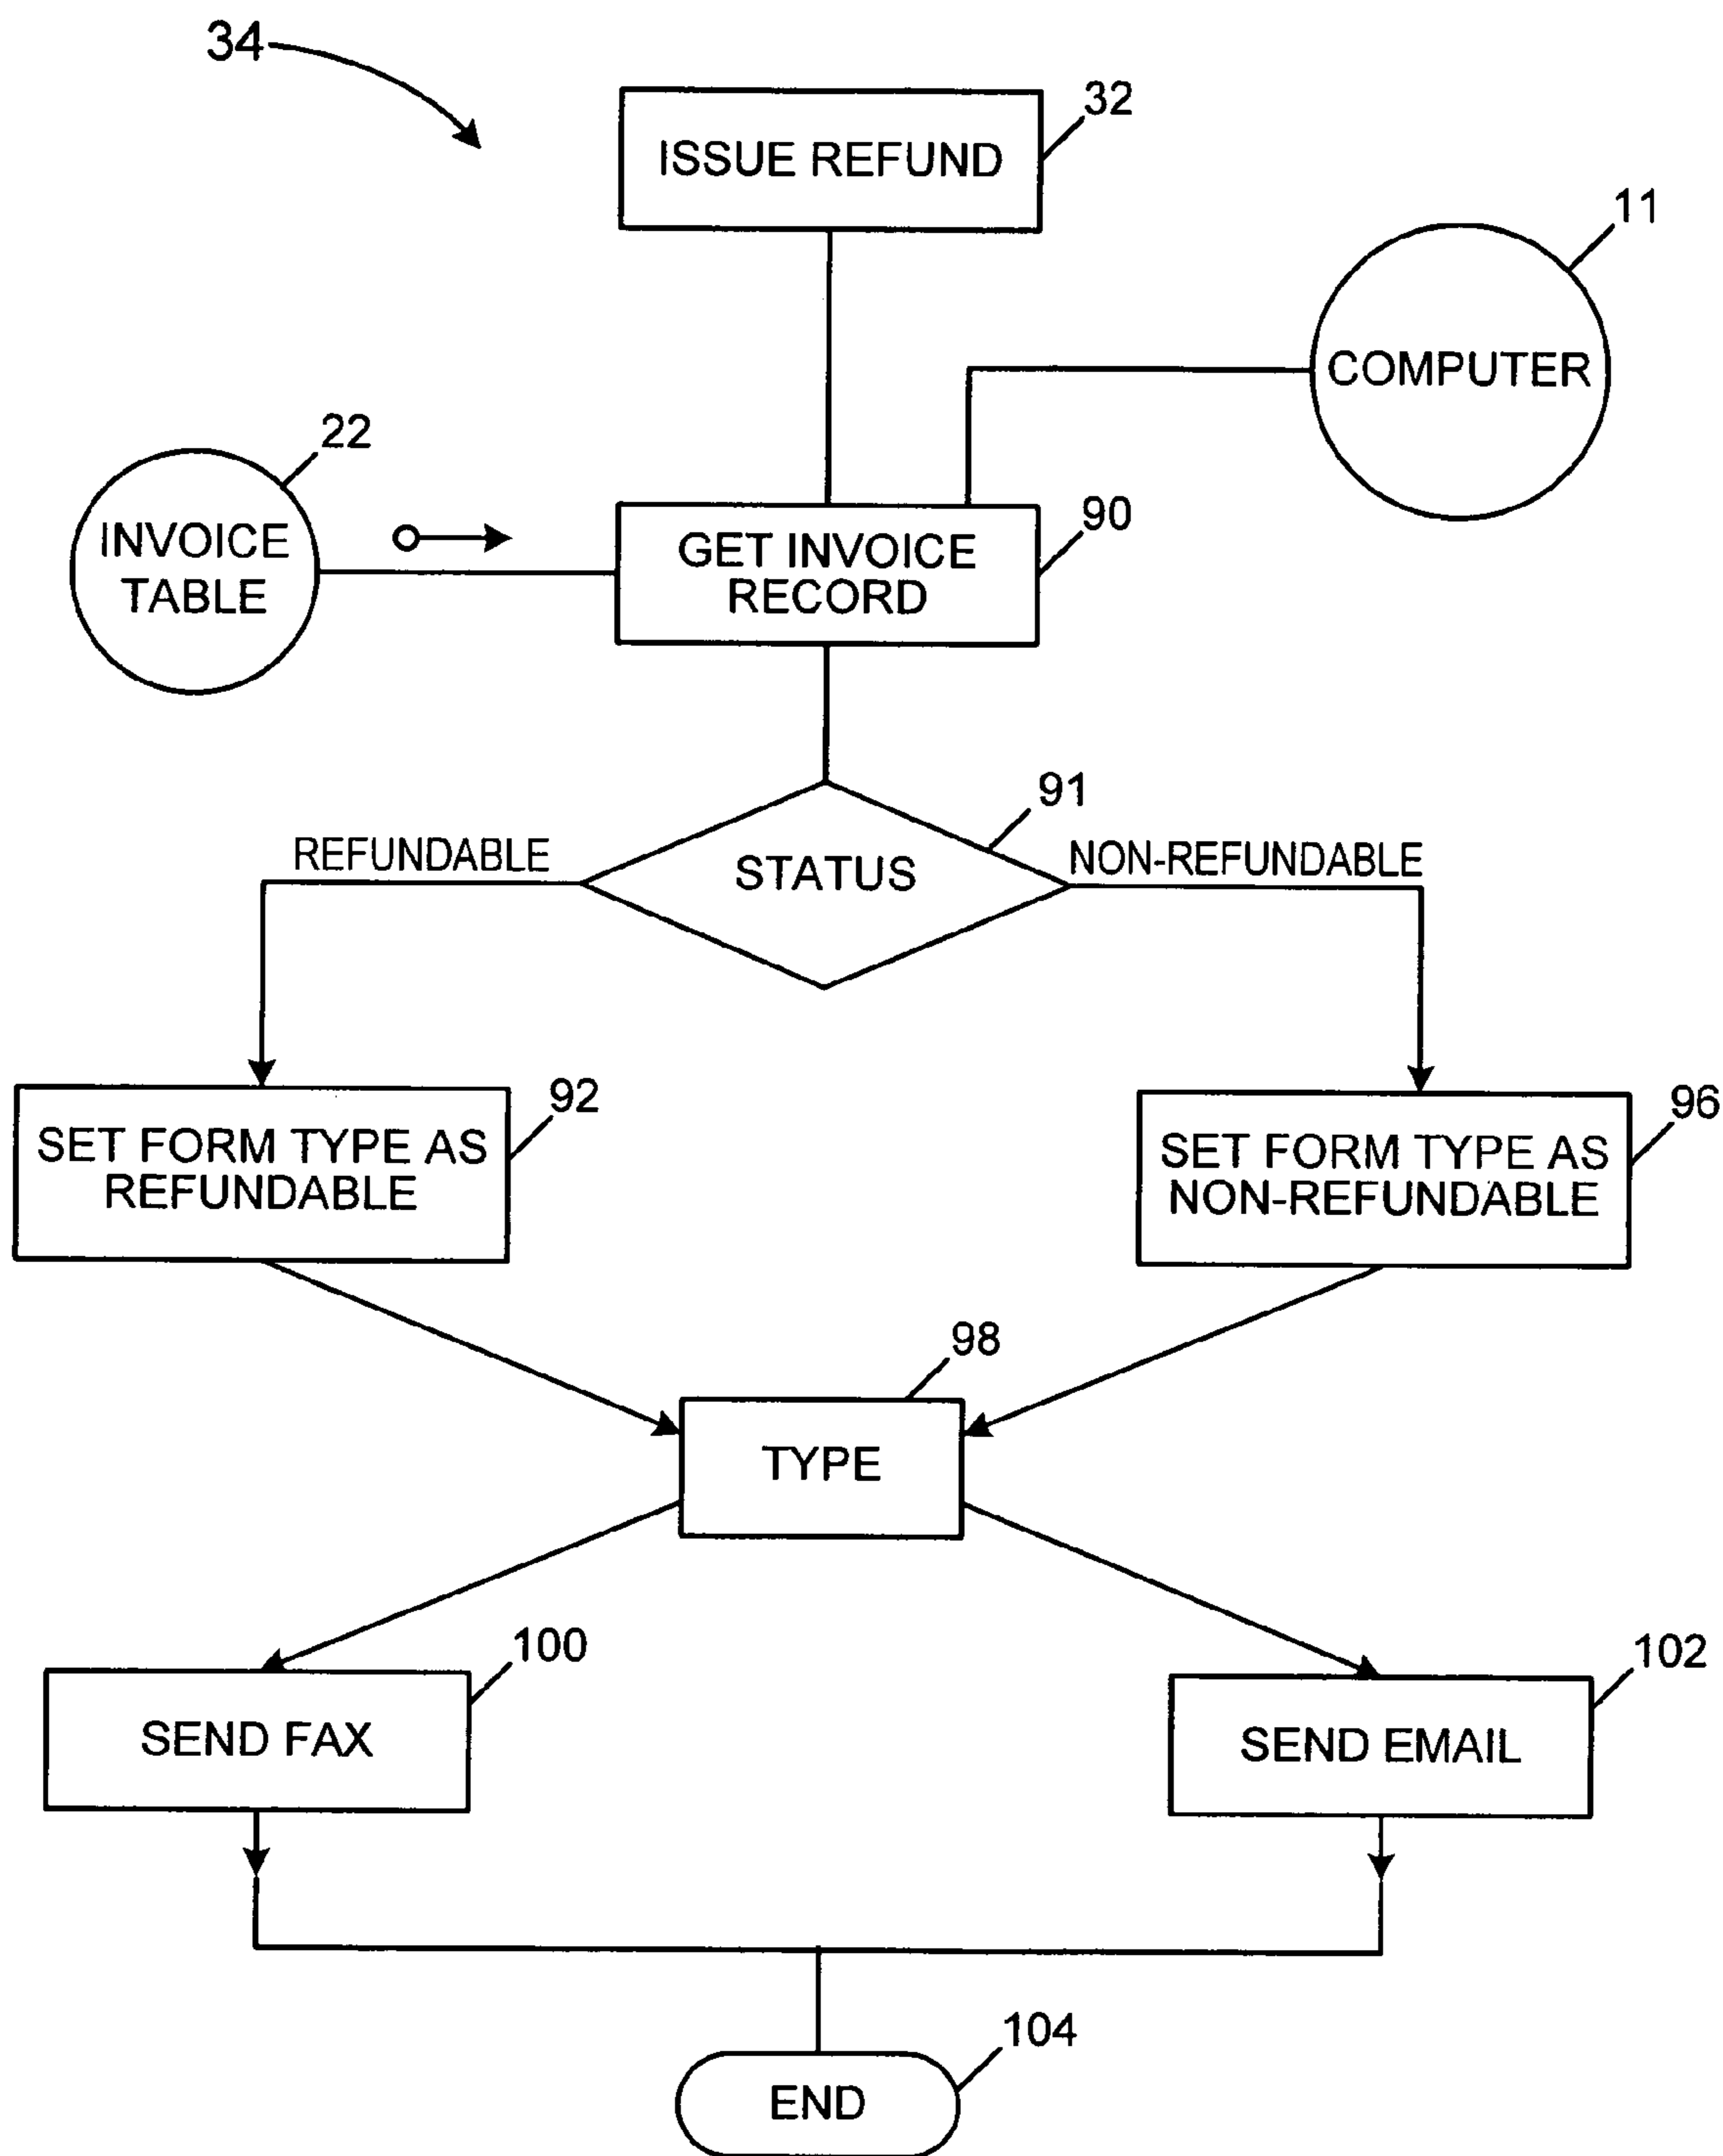 34
32
ISSUE REFUND
11
COMPUTER
22
INVOICE
TABLE
90
GET INVOICE
RECORD
91
REFUNDABLE
STATUS
NON-REFUNDABLE
92
SET FORM TYPE AS
REFUNDABLE
96
SET FORM TYPE AS
NON-REFUNDABLE
98
TYPE
100
SEND FAX
102
SEND EMAIL
104
END